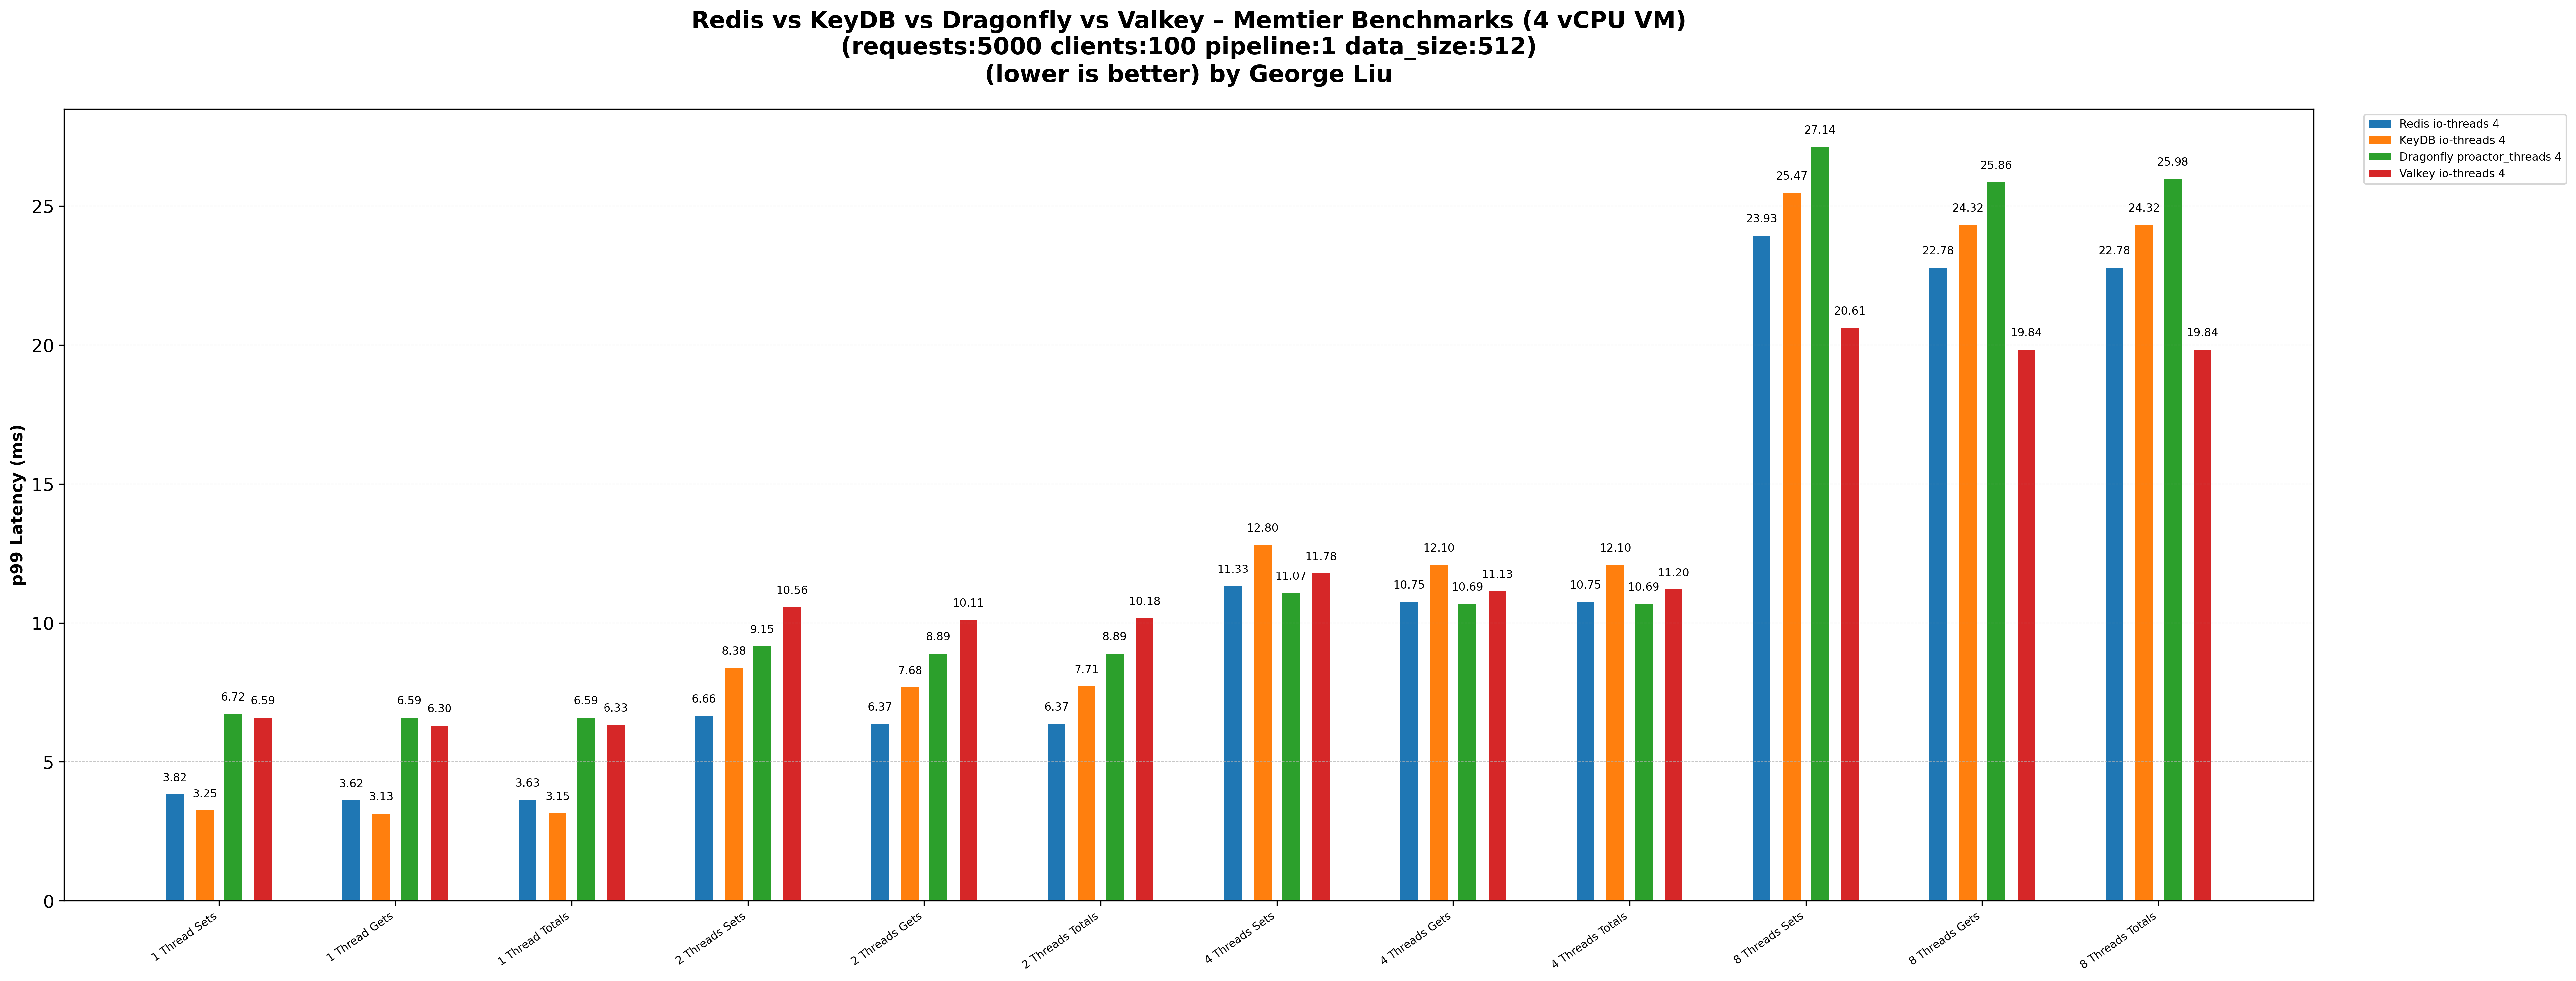 Redis vs KeyDB vs Dragonfly vs Valkey – Memtier Benchmarks (4 vCPU VM)
(requests:5000 clients:100 pipeline:1 data_size:512)
(lower is better) by George Liu
Redis io-threads 4
KeyDB io-threads 4
Dragonfly proactor_threads 4
Valkey io-threads 4
p99 Latency (ms)
25
20
15
10
5
0
3.82
3.25
6.72
6.59
3.62
3.13
6.59
6.30
3.63
3.15
6.59
6.33
6.66
8.38
9.15
10.56
6.37
7.68
8.89
10.11
6.37
7.71
8.89
10.18
11.33
12.80
11.07
11.78
10.75
12.10
10.69
11.13
10.75
12.10
10.69
11.20
23.93
25.47
27.14
20.61
22.78
24.32
25.86
19.84
22.78
24.32
25.98
19.84
1 Thread Sets
1 Thread Gets
1 Thread Totals
2 Threads Sets
2 Threads Gets
2 Threads Totals
4 Threads Sets
4 Threads Gets
4 Threads Totals
8 Threads Sets
8 Threads Gets
8 Threads Totals